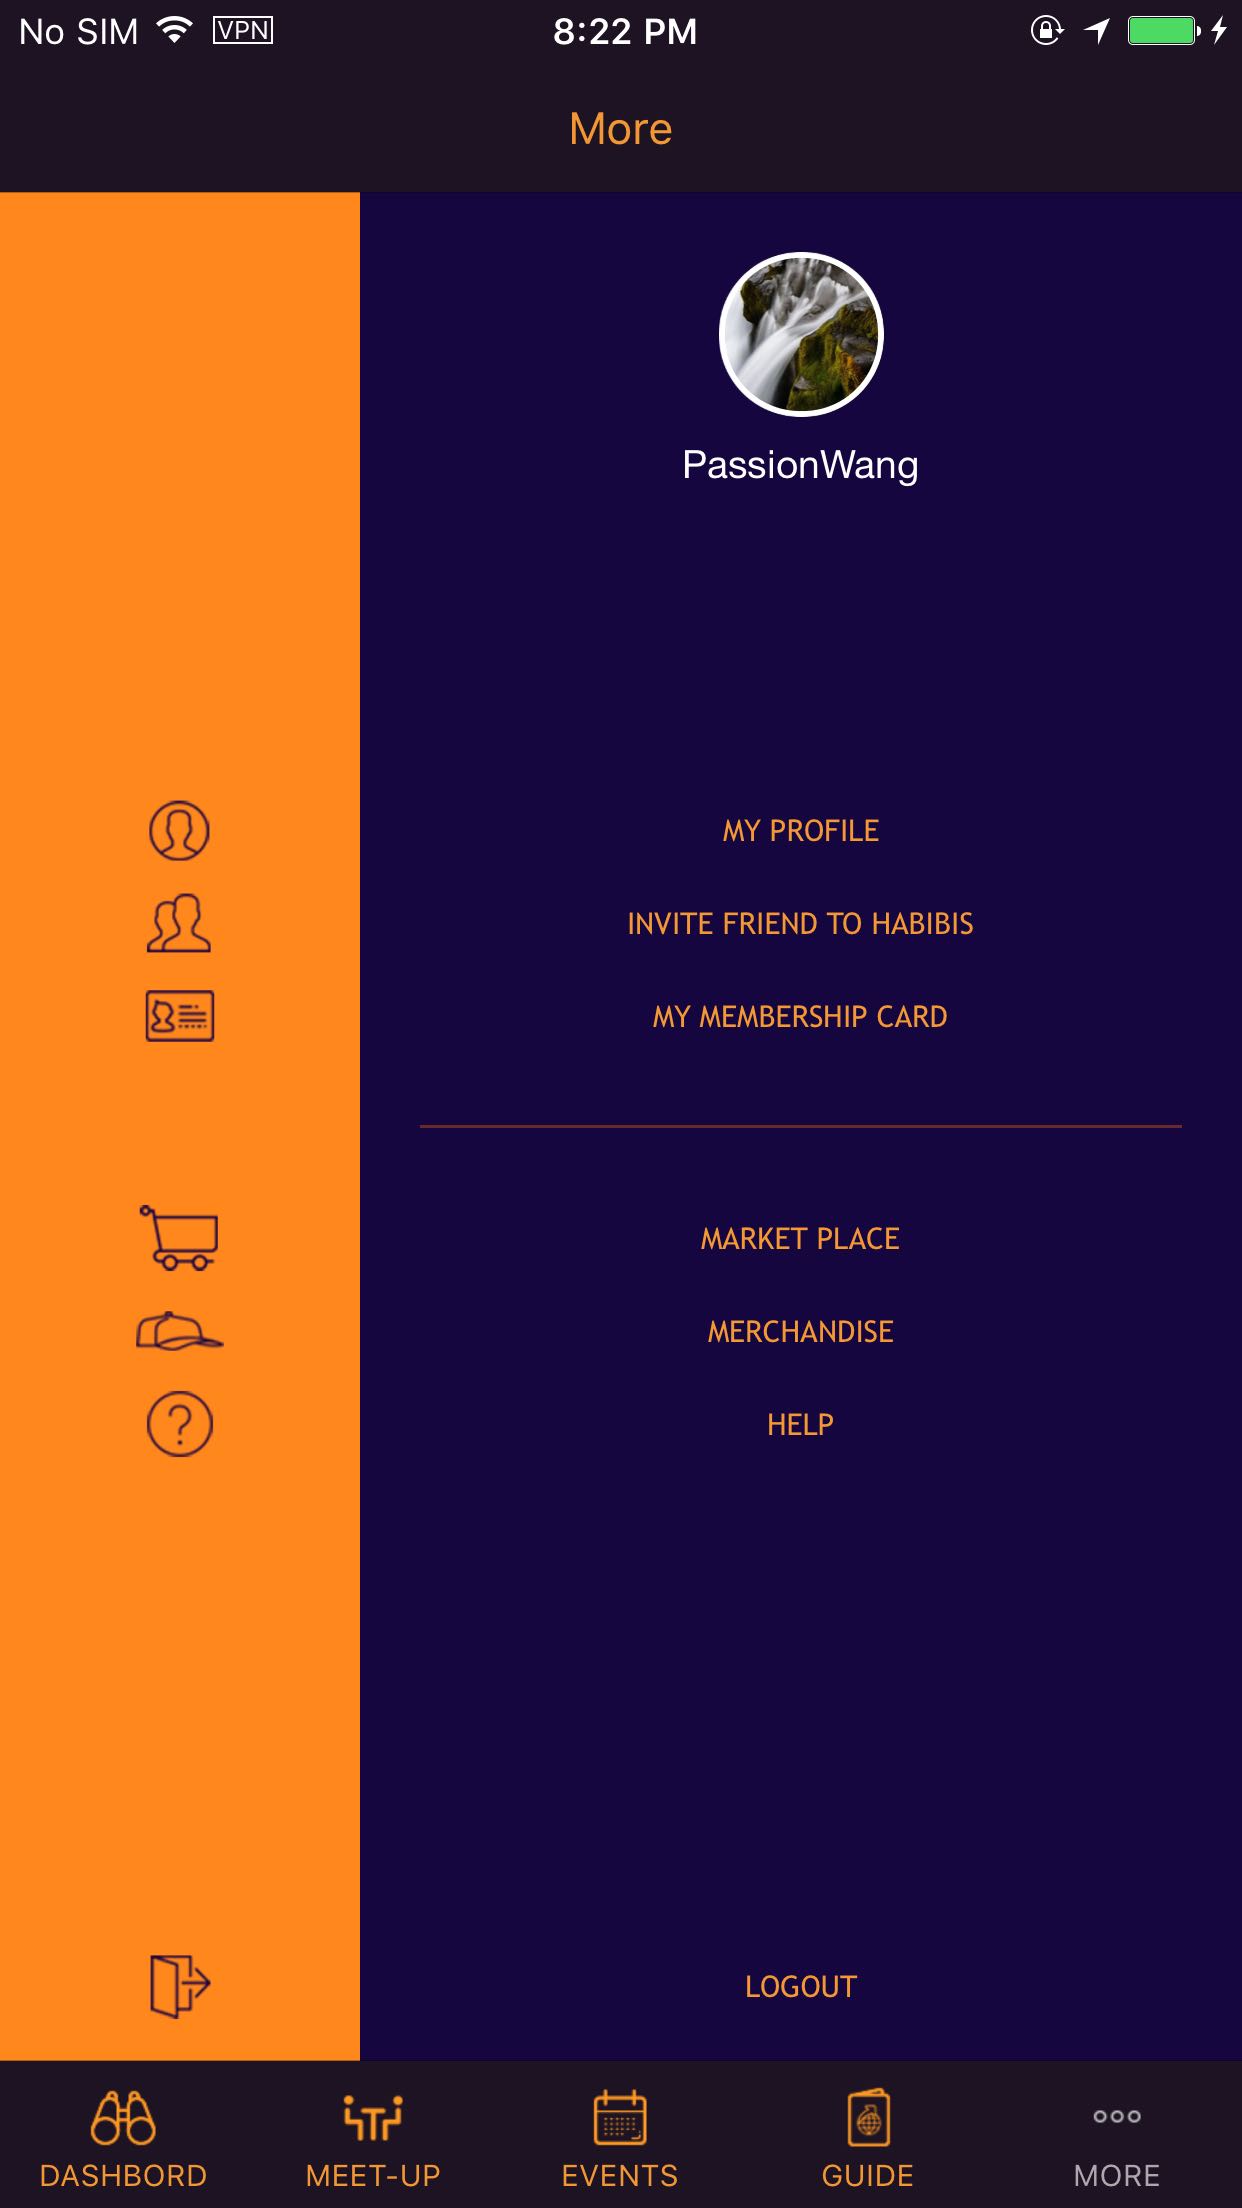 No SIM VPN 8:22 PM
More
PassionWang
MY PROFILE
INVITE FRIEND TO HABIBIS
MY MEMBERSHIP CARD
MARKET PLACE
MERCHANDISE
HELP
LOGOUT
DASHBORD MEET-UP EVENTS GUIDE MORE